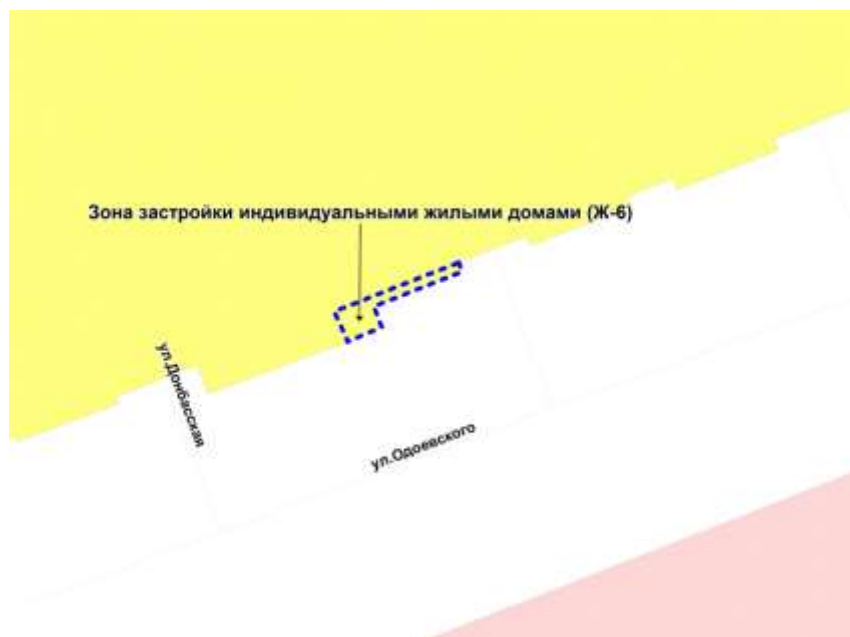 Зона застройки индивидуальными жилыми домами (Ж-6)
ул.Донбасская
ул.Одоевского